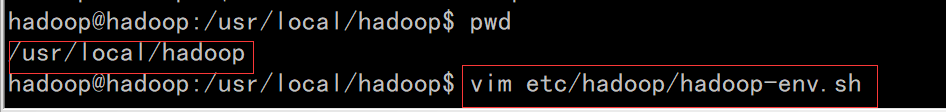 hadoop@hadoop:/usr/local/hadoop$ pwd
/usr/local/hadoop
hadoop@hadoop:/usr/local/hadoop$ vim etc/hadoop/hadoop-env.sh